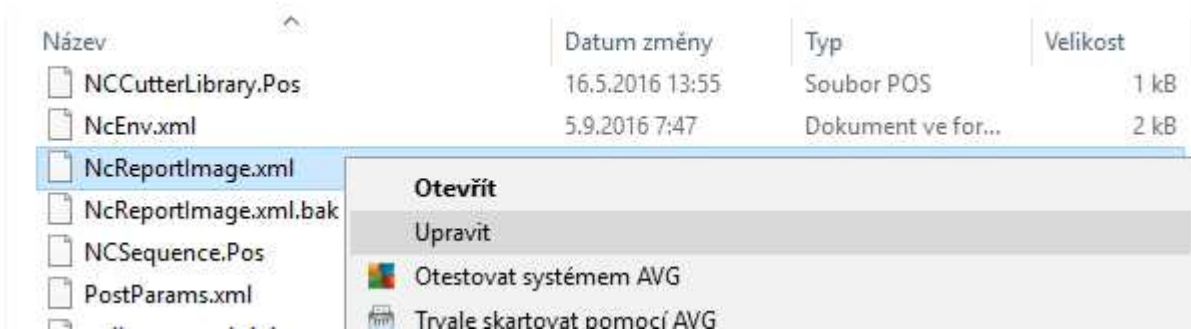 Název Datum změny Typ Velikost
NCCutterLibrary.Pos 16.5.2016 13:55 Soubor POS 1 kB
NcEnv.xml 5.9.2016 7:47 Dokument ve for... 2 kB
NcReportImage.xml
Otevřít
NcReportImage.xml.bak
Upravit
NCSequence.Pos
Otestovat systémem AVG
PostParams.xml
Trvale skartovat pomocí AVG